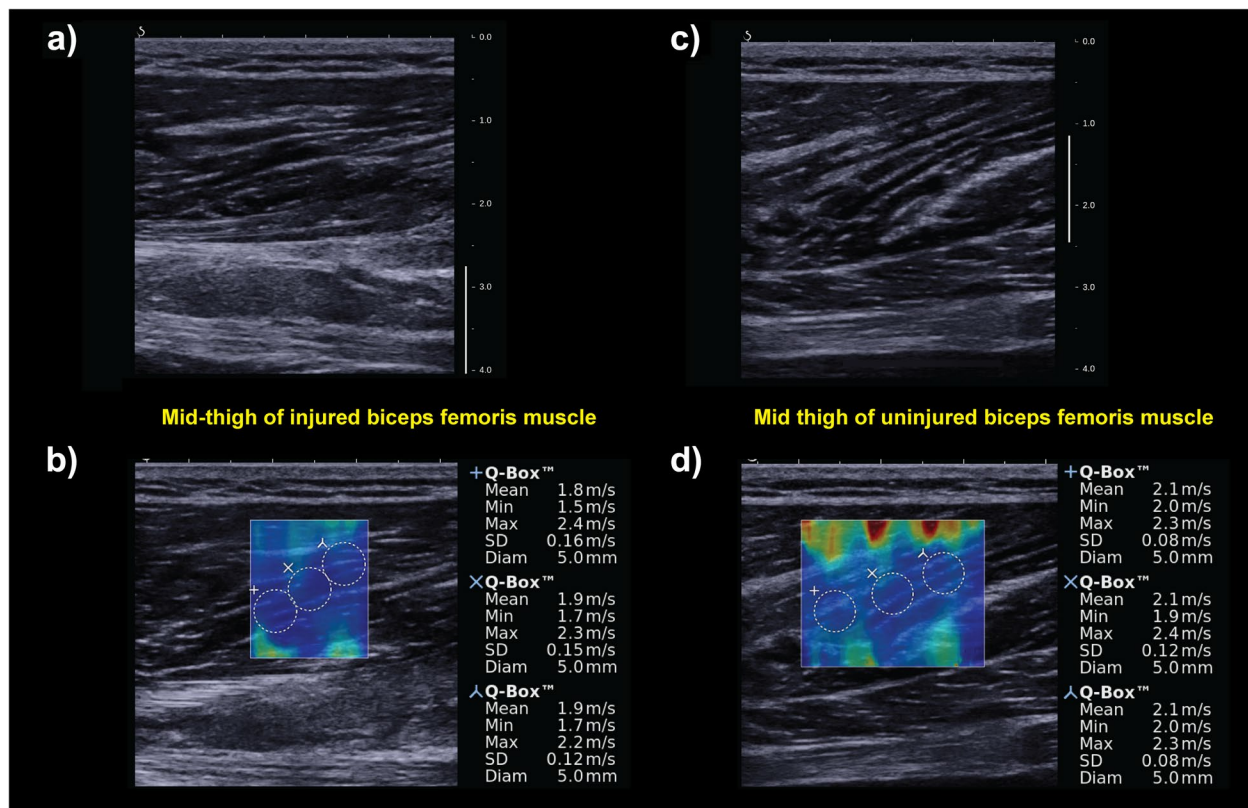 a)
0.0
1.0
2.0
3.0
4.0
c)
0.0
1.0
2.0
3.0
4.0
Mid-thigh of injured biceps femoris muscle
Mid thigh of uninjured biceps femoris muscle
b)
+Q-Box™
Mean 1.8 m/s
Min 1.5 m/s
Max 2.4 m/s
SD 0.16 m/s
Diam 5.0 mm
×Q-Box™
Mean 1.9 m/s
Min 1.7 m/s
Max 2.3 m/s
SD 0.15 m/s
Diam 5.0 mm
Q-Box™
Mean 1.9 m/s
Min 1.7 m/s
Max 2.2 m/s
SD 0.12 m/s
Diam 5.0 mm
d)
+Q-Box™
Mean 2.1 m/s
Min 2.0 m/s
Max 2.3 m/s
SD 0.08 m/s
Diam 5.0 mm
×Q-Box™
Mean 2.1 m/s
Min 1.9 m/s
Max 2.4 m/s
SD 0.12 m/s
Diam 5.0 mm
Q-Box™
Mean 2.1 m/s
Min 2.0 m/s
Max 2.3 m/s
SD 0.08 m/s
Diam 5.0 mm